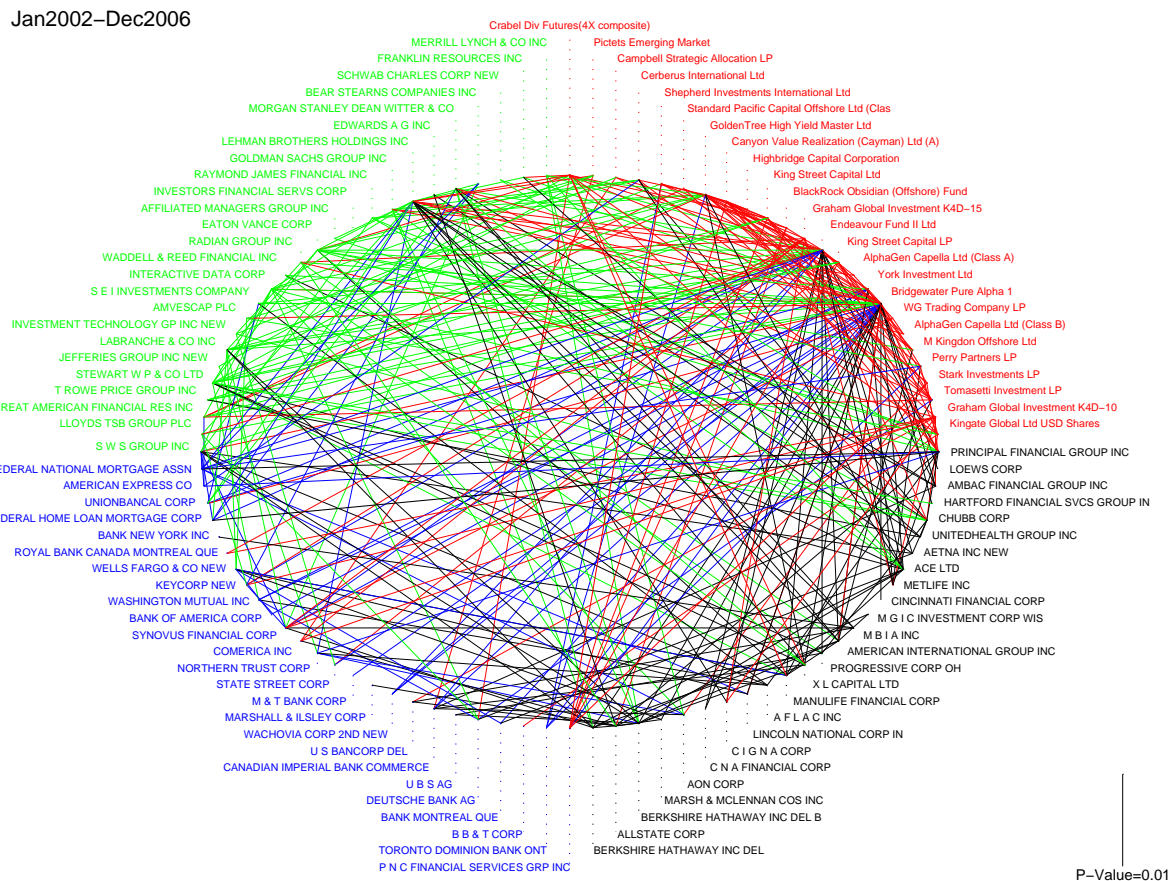 Jan2002−Dec2006
Crabel Div Futures(4X composite)
MERRILL LYNCH & CO INC
Pictets Emerging Market
FRANKLIN RESOURCES INC
Campbell Strategic Allocation LP
SCHWAB CHARLES CORP NEW
Cerberus International Ltd
BEAR STEARNS COMPANIES INC
Shepherd Investments International Ltd
MORGAN STANLEY DEAN WITTER & CO
Standard Pacific Capital Offshore Ltd (Clas
EDWARDS A G INC
GoldenTree High Yield Master Ltd
LEHMAN BROTHERS HOLDINGS INC
Canyon Value Realization (Cayman) Ltd (A)
GOLDMAN SACHS GROUP INC
Highbridge Capital Corporation
RAYMOND JAMES FINANCIAL INC
King Street Capital Ltd
INVESTORS FINANCIAL SERVS CORP
BlackRock Obsidian (Offshore) Fund
AFFILIATED MANAGERS GROUP INC
Graham Global Investment K4D−15
EATON VANCE CORP
Endeavour Fund II Ltd
RADIAN GROUP INC
King Street Capital LP
WADDELL & REED FINANCIAL INC
AlphaGen Capella Ltd (Class A)
INTERACTIVE DATA CORP
York Investment Ltd
S E I INVESTMENTS COMPANY
Bridgewater Pure Alpha 1
AMVESCAP PLC
WG Trading Company LP
INVESTMENT TECHNOLOGY GP INC NEW
AlphaGen Capella Ltd (Class B)
LABRANCHE & CO INC
M Kingdon Offshore Ltd
JEFFERIES GROUP INC NEW
Perry Partners LP
STEWART W P & CO LTD
Stark Investments LP
T ROWE PRICE GROUP INC
Tomasetti Investment LP
REAT AMERICAN FINANCIAL RES INC
Graham Global Investment K4D−10
LLOYDS TSB GROUP PLC
Kingate Global Ltd USD Shares
S W S GROUP INC
PRINCIPAL FINANCIAL GROUP INC
EDERAL NATIONAL MORTGAGE ASSN
LOEWS CORP
AMERICAN EXPRESS CO
AMBAC FINANCIAL GROUP INC
UNIONBANCAL CORP
HARTFORD FINANCIAL SVCS GROUP IN
DERAL HOME LOAN MORTGAGE CORP
CHUBB CORP
BANK NEW YORK INC
UNITEDHEALTH GROUP INC
ROYAL BANK CANADA MONTREAL QUE
AETNA INC NEW
WELLS FARGO & CO NEW
ACE LTD
KEYCORP NEW
METLIFE INC
WASHINGTON MUTUAL INC
CINCINNATI FINANCIAL CORP
BANK OF AMERICA CORP
M G I C INVESTMENT CORP WIS
SYNOVUS FINANCIAL CORP
M B I A INC
COMERICA INC
AMERICAN INTERNATIONAL GROUP INC
NORTHERN TRUST CORP
PROGRESSIVE CORP OH
STATE STREET CORP
X L CAPITAL LTD
M & T BANK CORP
MANULIFE FINANCIAL CORP
MARSHALL & ILSLEY CORP
A F L A C INC
WACHOVIA CORP 2ND NEW
LINCOLN NATIONAL CORP IN
U S BANCORP DEL
C I G N A CORP
CANADIAN IMPERIAL BANK COMMERCE
C N A FINANCIAL CORP
U B S AG
AON CORP
DEUTSCHE BANK AG
MARSH & MCLENNAN COS INC
BANK MONTREAL QUE
BERKSHIRE HATHAWAY INC DEL B
B B & T CORP
ALLSTATE CORP
TORONTO DOMINION BANK ONT
BERKSHIRE HATHAWAY INC DEL
P N C FINANCIAL SERVICES GRP INC
P−Value=0.01